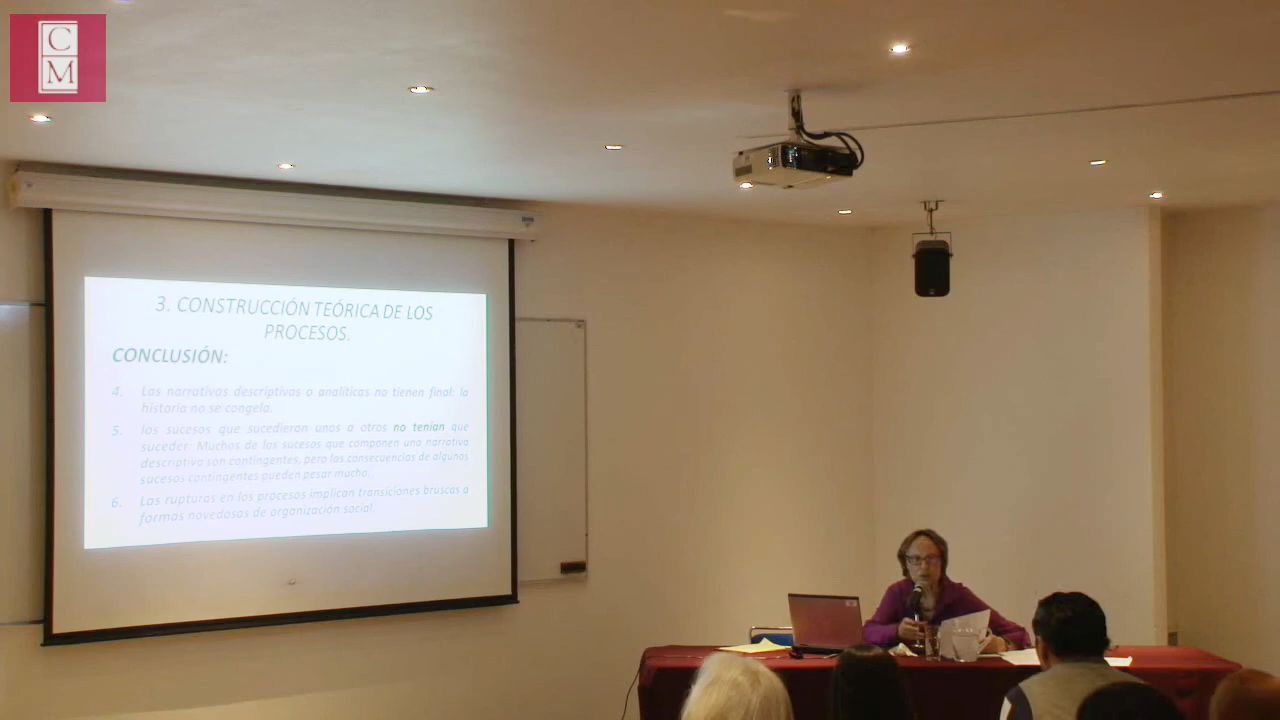 C
M
3. CONSTRUCCIÓN TEÓRICA DE LOS
PROCESOS.
CONCLUSIÓN:
4. Las narrativas descriptivas o analíticas no tienen final: la
historia no se congela.
5. los sucesos que sucedieron unos a otros no tenían que
suceder. Muchos de los sucesos que componen una narrativa
descriptiva son contingentes, pero las consecuencias de algunos
sucesos contingentes pueden pesar mucho.
6. Las rupturas en los procesos implican transiciones bruscas a
formas novedosas de organización social.